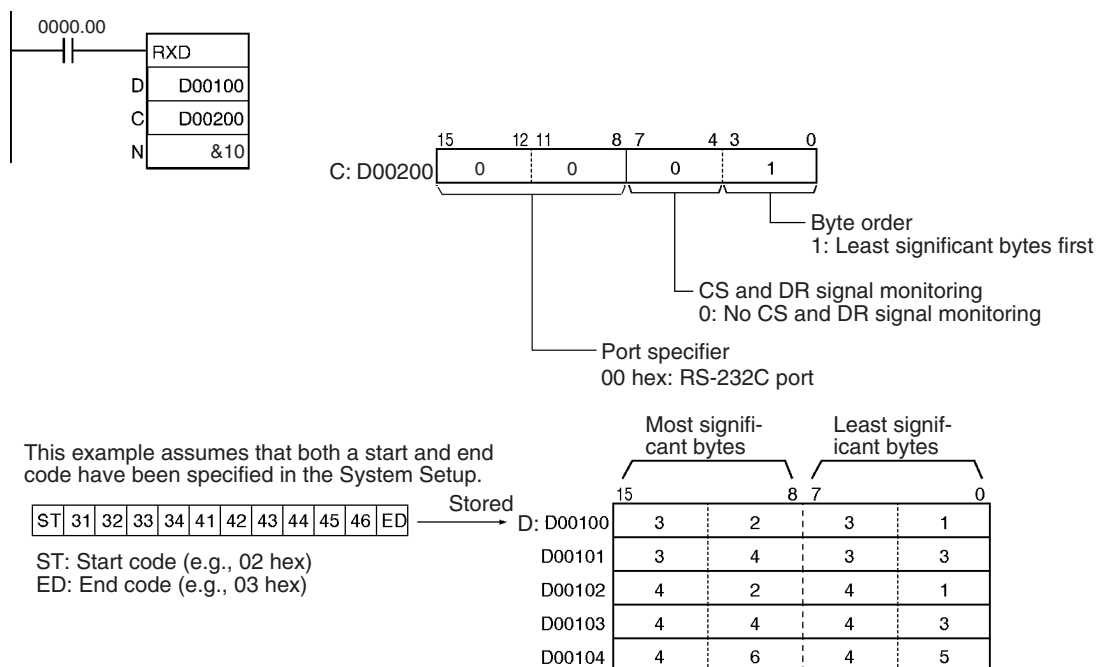 0000.00
RXD
D D00100
C D00200
N &10
15 12 11 8 7 4 3 0
C: D00200 0 0 0 1
Byte order
1: Least significant bytes first
CS and DR signal monitoring
0: No CS and DR signal monitoring
Port specifier
00 hex: RS-232C port
This example assumes that both a start and end
code have been specified in the System Setup.
ST 31 32 33 34 41 42 43 44 45 46 ED
Stored
ST: Start code (e.g., 02 hex)
ED: End code (e.g., 03 hex)
Most signifi-
cant bytes
Least signif-
icant bytes
15 8 7 0
D: D00100 3 2 3 1
D00101 3 4 3 3
D00102 4 2 4 1
D00103 4 4 4 3
D00104 4 6 4 5